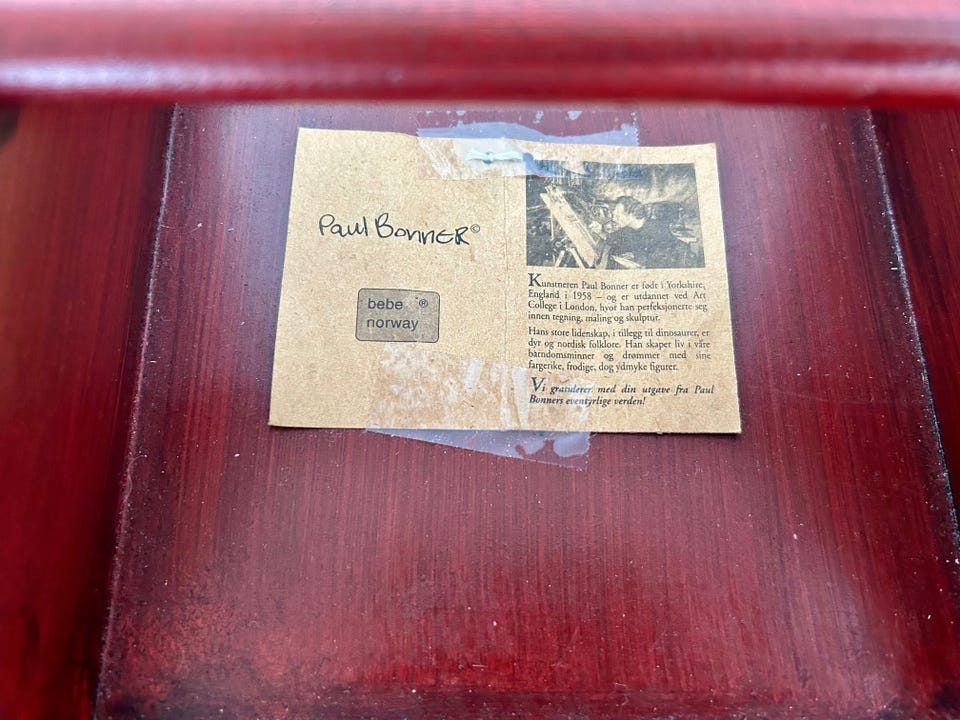 Paul Bonner©
bebe ®
norway
Kunstneren Paul Bonner er født i Yorkshire,
England i 1958 – og er utdannet ved Art
College i London, hvor han perfeksjonerte seg
innen tegning, maling og skulptur.
Hans store lidenskap, i tillegg til dinosaurer, er
dyr og nordisk folklore. Han skaper liv i våre
barndomsminner og drømmer med sine
fargerike, frodige, dog ydmyke figurer.
Vi gratulerer med din utgave fra Paul
Bonners eventyrlige verden!